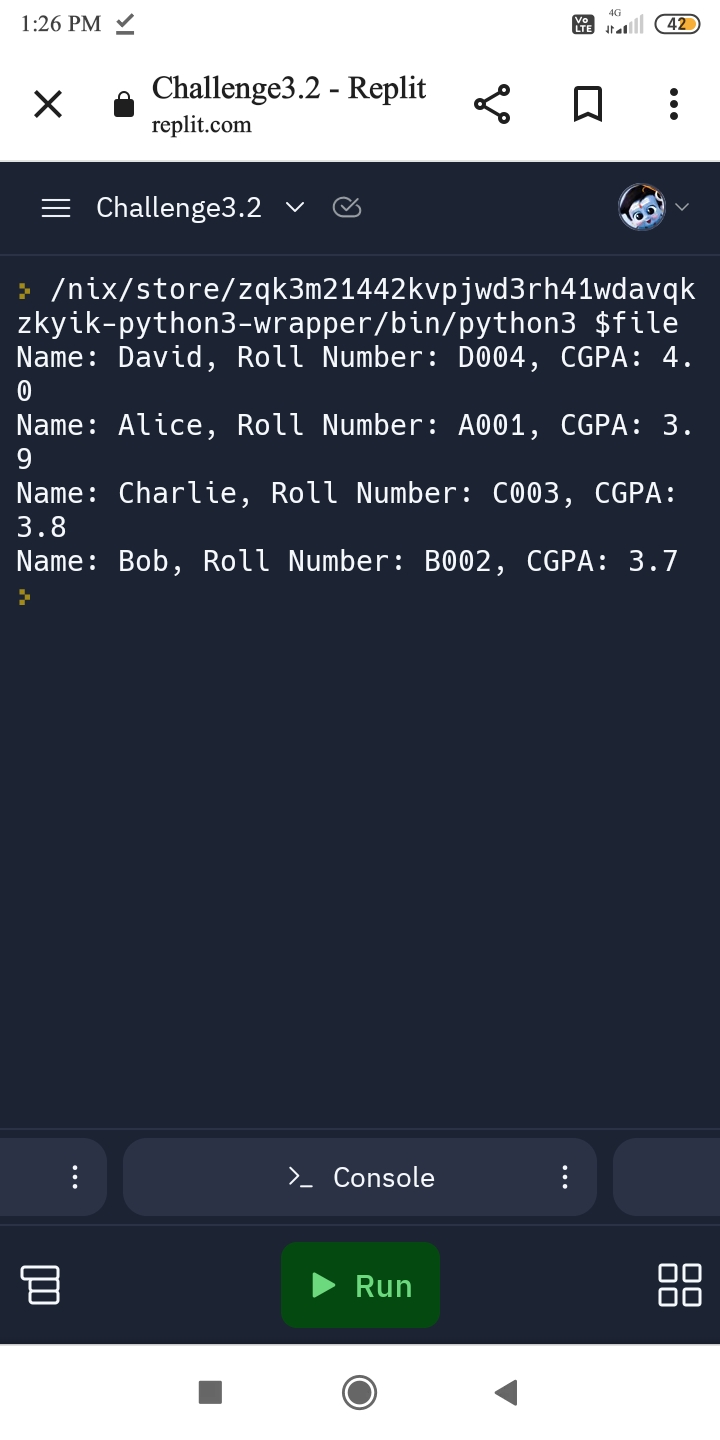 1:26 PM
Vo
LTE
4G
42
Challenge3.2 - Replit
replit.com
Challenge3.2
/nix/store/zqk3m21442kvpjwd3rh41wdavqk
zkyik-python3-wrapper/bin/python3 $file
Name: David, Roll Number: D004, CGPA: 4.
0
Name: Alice, Roll Number: A001, CGPA: 3.
9
Name: Charlie, Roll Number: C003, CGPA:
3.8
Name: Bob, Roll Number: B002, CGPA: 3.7
Console
Run